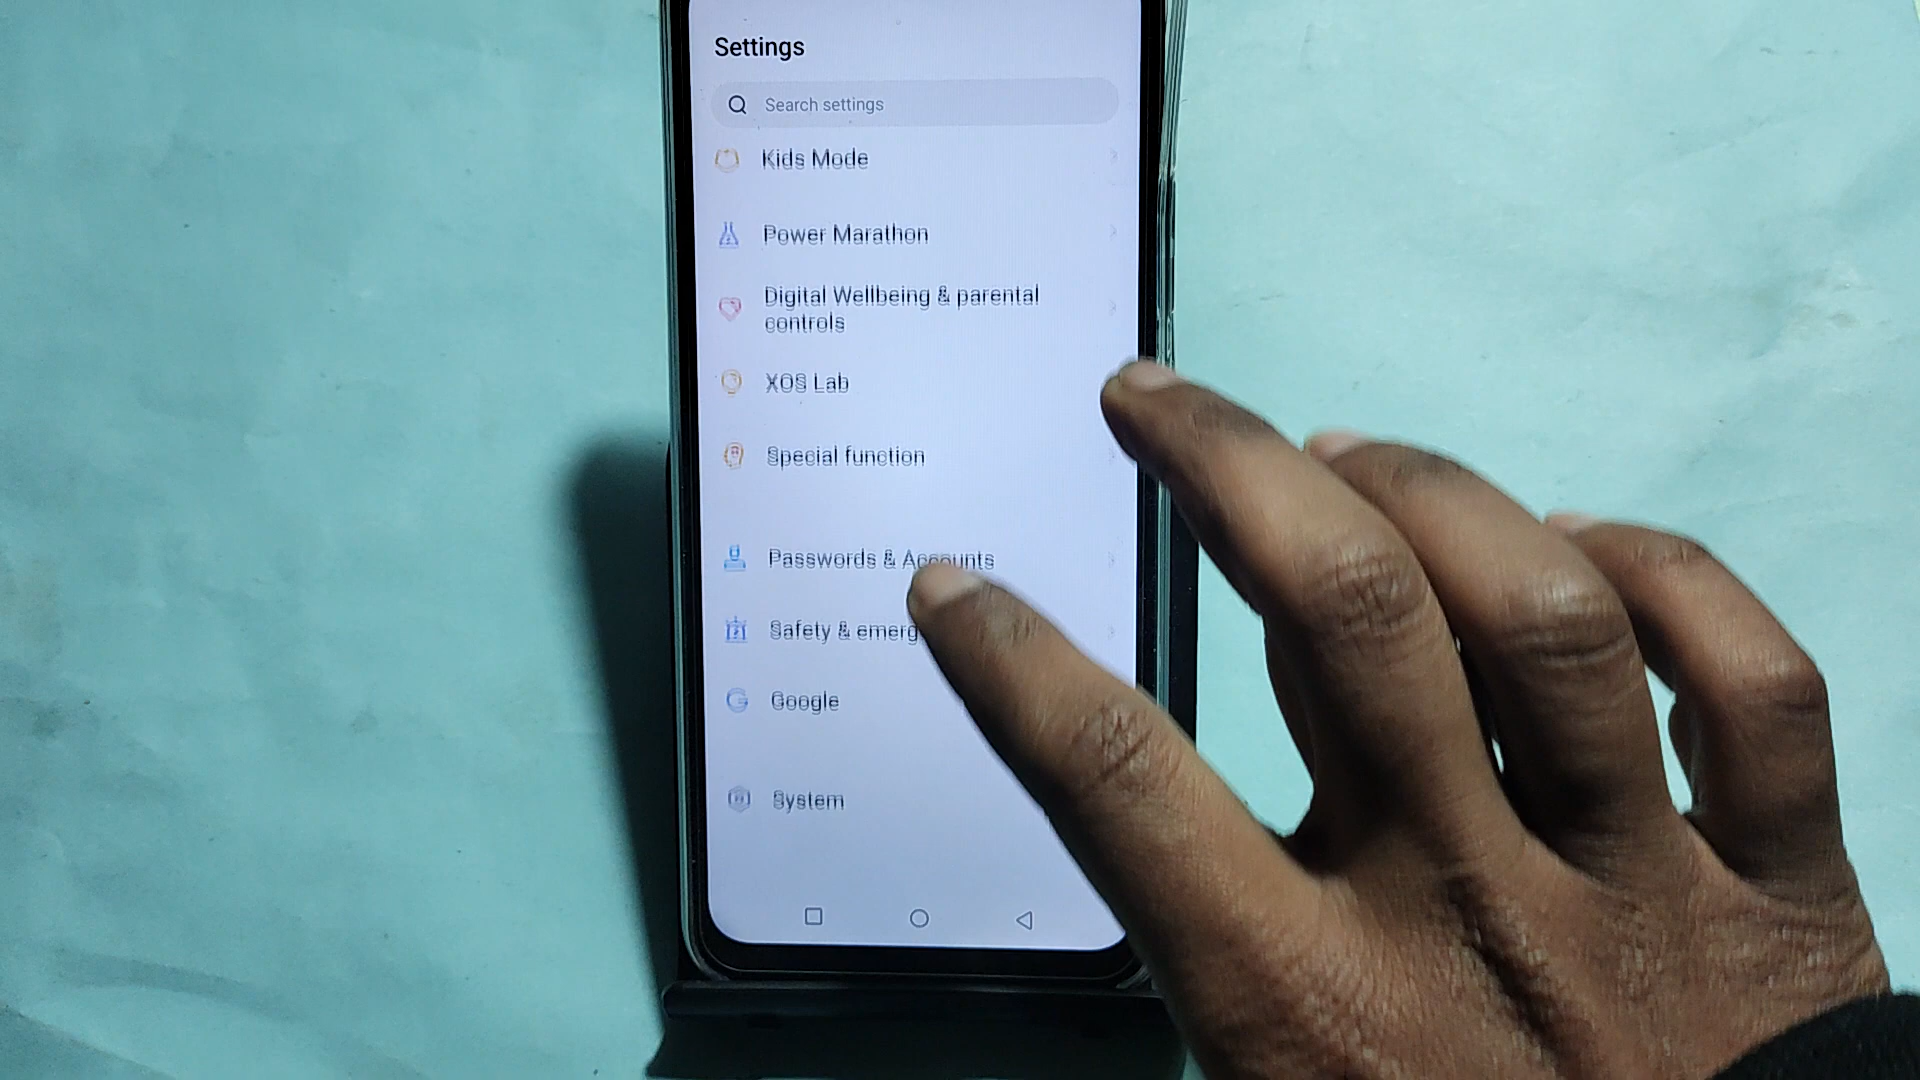 Settings
Search settings
Kids Mode
Power Marathon
Digital Wellbeing & parental
controls
XOS Lab
Special function
Passwords & Accounts
Safety &
Google
System